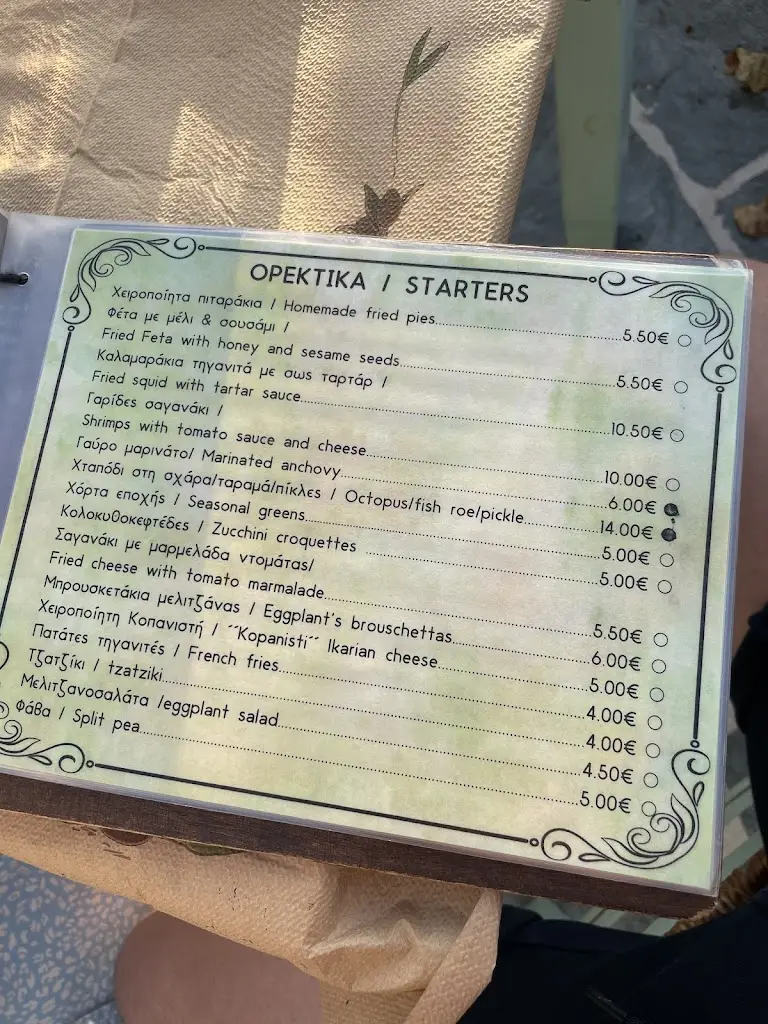 ΟΡΕΚΤΙΚΑ / STARTERS
Χειροποίητα πιταράκια / Homemade fried pies 5.50€
Φέτα με μέλι & σουσάμι /
Fried Feta with honey and sesame seeds 5.50€
Καλαμαράκια τηγανιτά με σως ταρτάρ /
Fried squid with tartar sauce 10.50€
Γαρίδες σαγανάκι /
Shrimps with tomato sauce and cheese 10.00€
Γαύρο μαρινάτο/ Marinated anchovy 6.00€
Χταπόδι στη σχάρα/ταραμά/πίκλες / Octopus/fish roe/pickle 14.00€
Χόρτα εποχής / Seasonal greens 5.00€
Κολοκυθοκεφτέδες / Zucchini croquettes 5.00€
Σαγανάκι με μαρμελάδα ντομάτας/
Fried cheese with tomato marmalade 5.50€
Μπρουσκετάκια μελιτζάνας / Eggplant's brouschettas 6.00€
Χειροποίητη Κοπανιστή / ´´Kopanisti´´ Ikarian cheese 5.00€
Πατάτες τηγανιτές / French fries 4.00€
Τζατζίκι / tzatziki 4.00€
Μελιτζανοσαλάτα /eggplant salad 4.50€
Φάβα / Split pea 5.00€